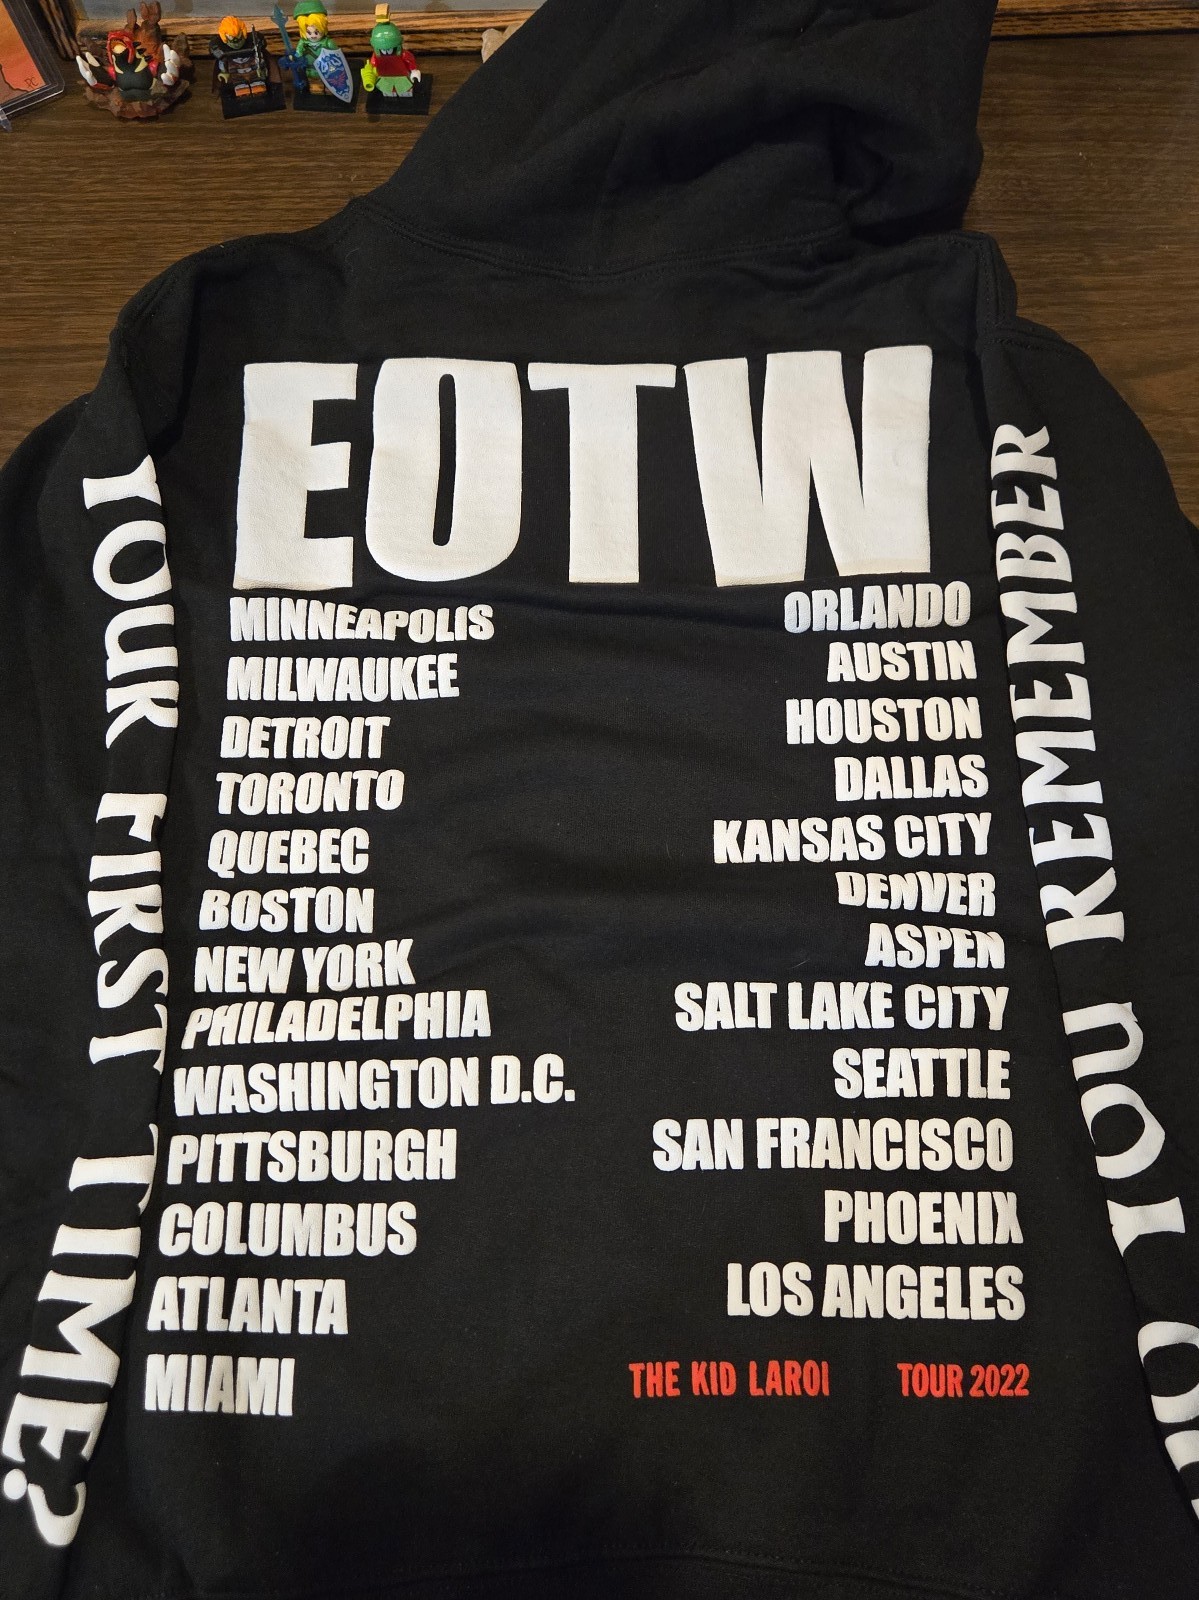 EOTW
MINNEAPOLIS
MILWAUKEE
DETROIT
TORONTO
QUEBEC
BOSTON
NEW YORK
PHILADELPHIA
WASHINGTON D.C.
PITTSBURGH
COLUMBUS
ATLANTA
MIAMI
ORLANDO
AUSTIN
HOUSTON
DALLAS
KANSAS CITY
DENVER
ASPEN
SALT LAKE CITY
SEATTLE
SAN FRANCISCO
PHOENIX
LOS ANGELES
THE KID LAROI TOUR 2022
DO YOU REMEMBER
YOUR FIRST TIME?